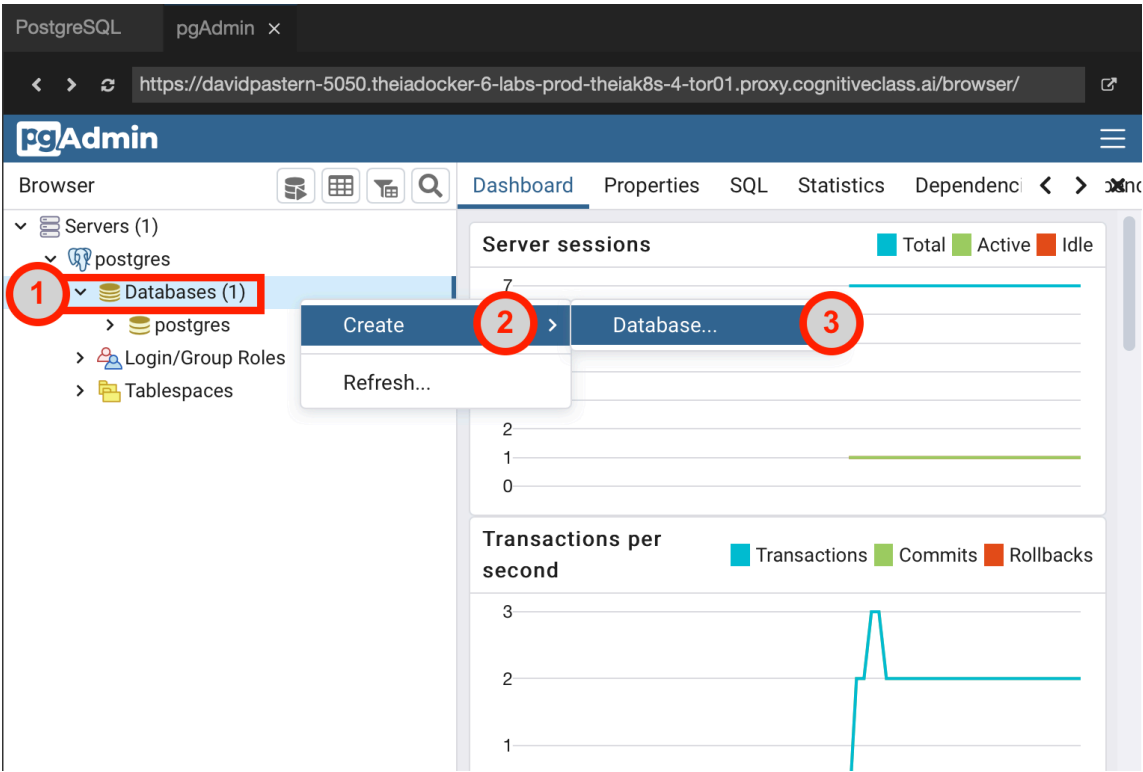 PostgreSQL pgAdmin ×
https://davidpastern-5050.theiadocker-6-labs-prod-theiak8s-4-tor01.proxy.cognitiveclass.ai/browser/
pgAdmin
Browser
Dashboard Properties SQL Statistics Dependenci
Servers (1)
postgres
1 Databases (1)
postgres
Login/Group Roles
Tablespaces
Create 2
Database... 3
Refresh...
Server sessions
Total Active Idle
7
2
1
0
Transactions per
second
Transactions Commits Rollbacks
3
2
1